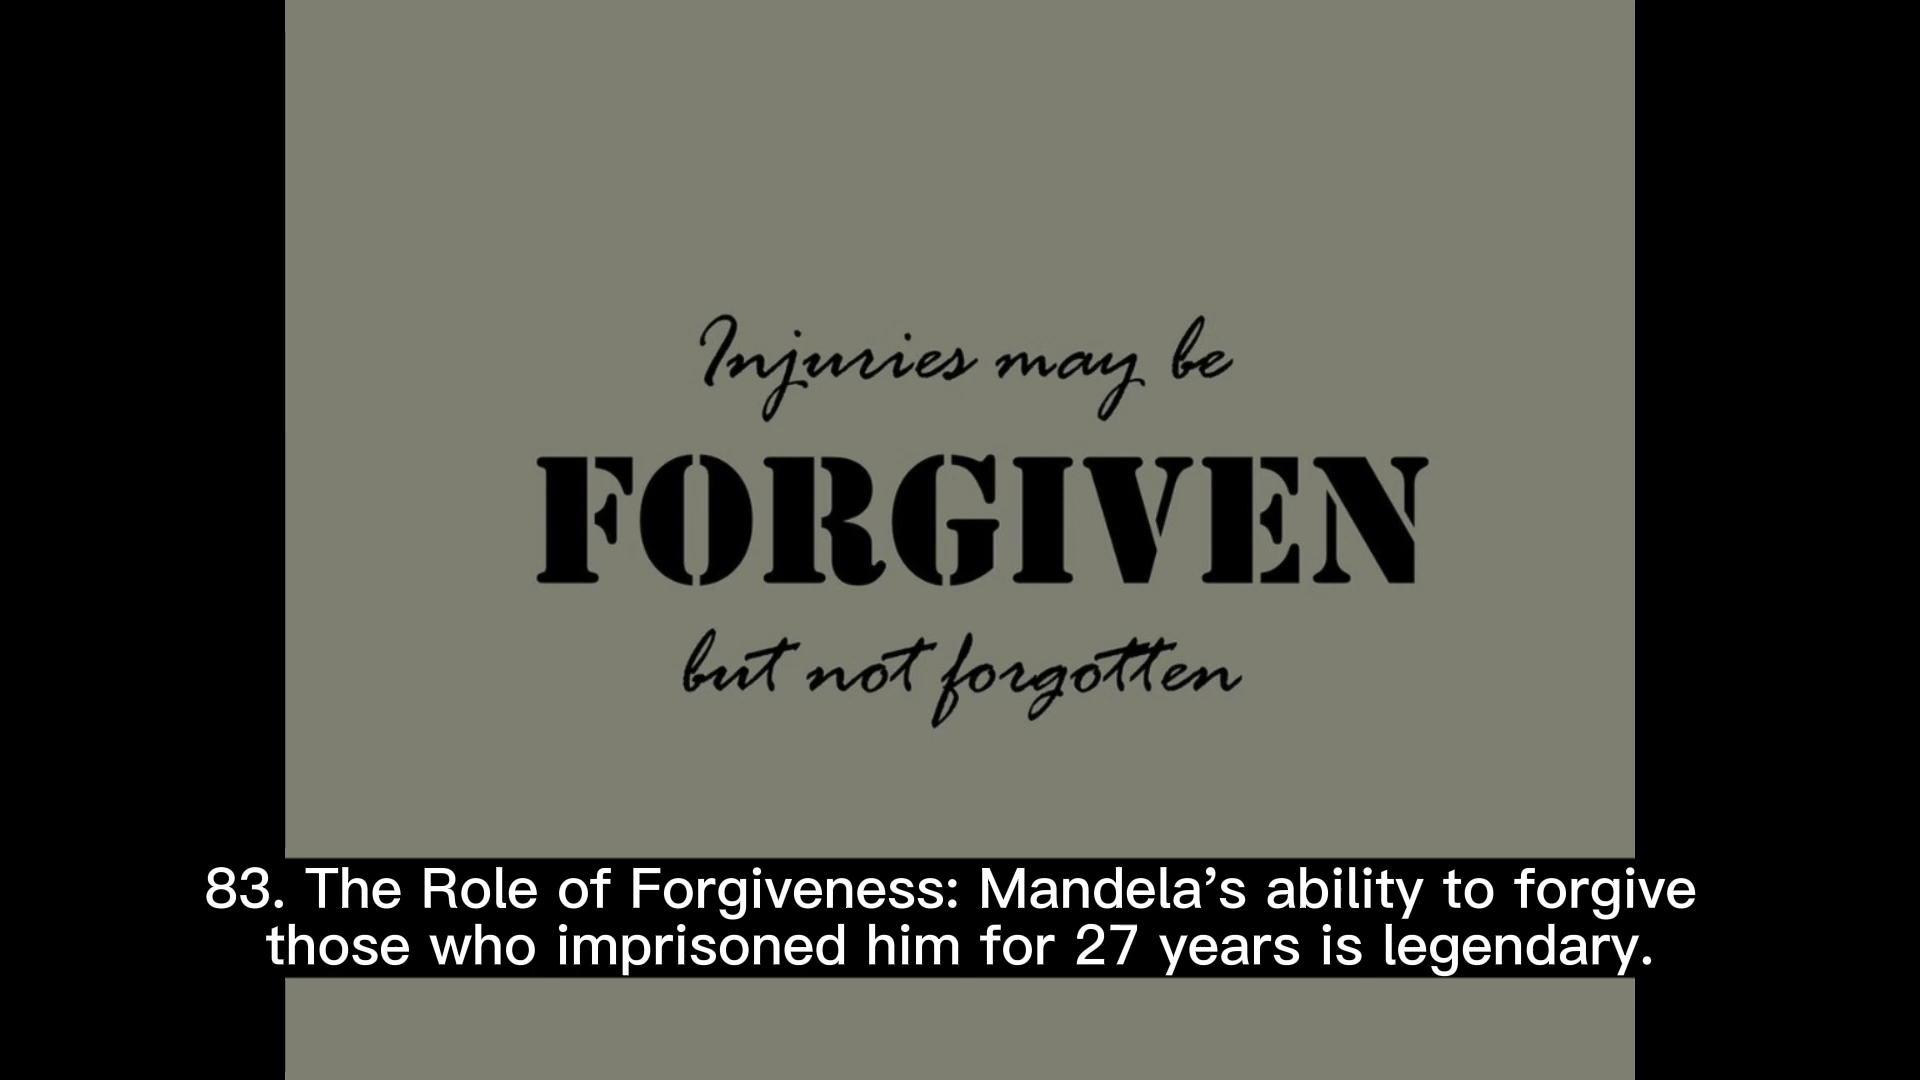 Injuries may be
FORGIVEN
but not forgotten
83. The Role of Forgiveness: Mandela’s ability to forgive
those who imprisoned him for 27 years is legendary.